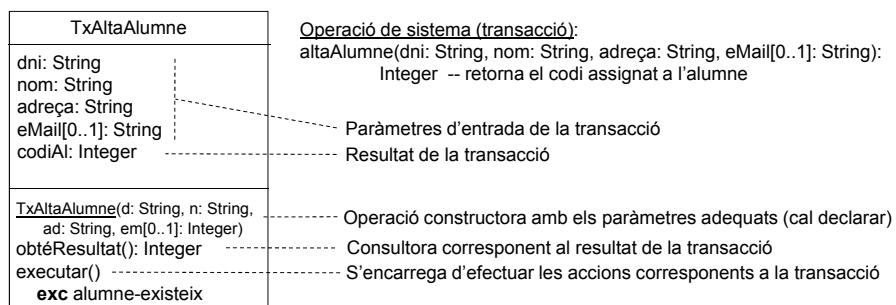 TxAltaAlumne
dni: String
nom: String
adreça: String
eMail[0..1]: String
codiAl: Integer
TxAltaAlumne(d: String, n: String,
ad: String, em[0..1]: Integer)
obtéResultat(): Integer
executar()
exc alumne-existeix
Operació de sistema (transacció):
altaAlumne(dni: String, nom: String, adreça: String, eMail[0..1]: String):
Integer -- retorna el codi assignat a l’alumne
Paràmetres d’entrada de la transacció
Resultat de la transacció
Operació constructora amb els paràmetres adequats (cal declarar)
Consultora corresponent al resultat de la transacció
S’encarrega d’efectuar les accions corresponents a la transacció